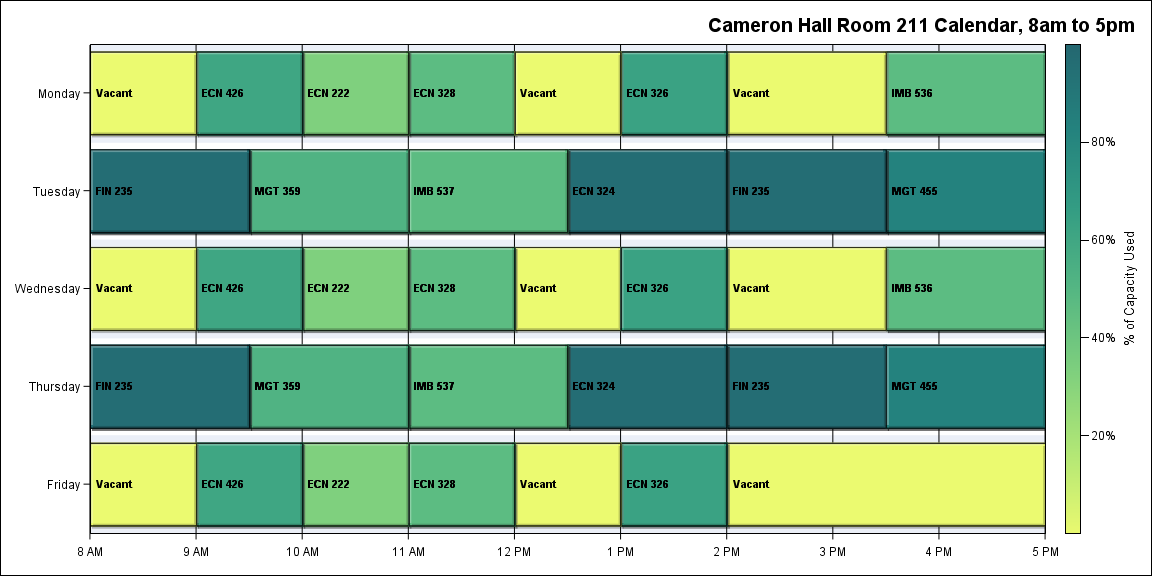 Cameron Hall Room 211 Calendar, 8am to 5pm
Monday
Vacant
ECN 426
ECN 222
ECN 328
Vacant
ECN 326
Vacant
IMB 536
Tuesday
FIN 235
MGT 359
IMB 537
ECN 324
FIN 235
MGT 455
Wednesday
Vacant
ECN 426
ECN 222
ECN 328
Vacant
ECN 326
Vacant
IMB 536
Thursday
FIN 235
MGT 359
IMB 537
ECN 324
FIN 235
MGT 455
Friday
Vacant
ECN 426
ECN 222
ECN 328
Vacant
ECN 326
Vacant
8 AM
9 AM
10 AM
11 AM
12 PM
1 PM
2 PM
3 PM
4 PM
5 PM
80%
60%
40%
20%
% of Capacity Used